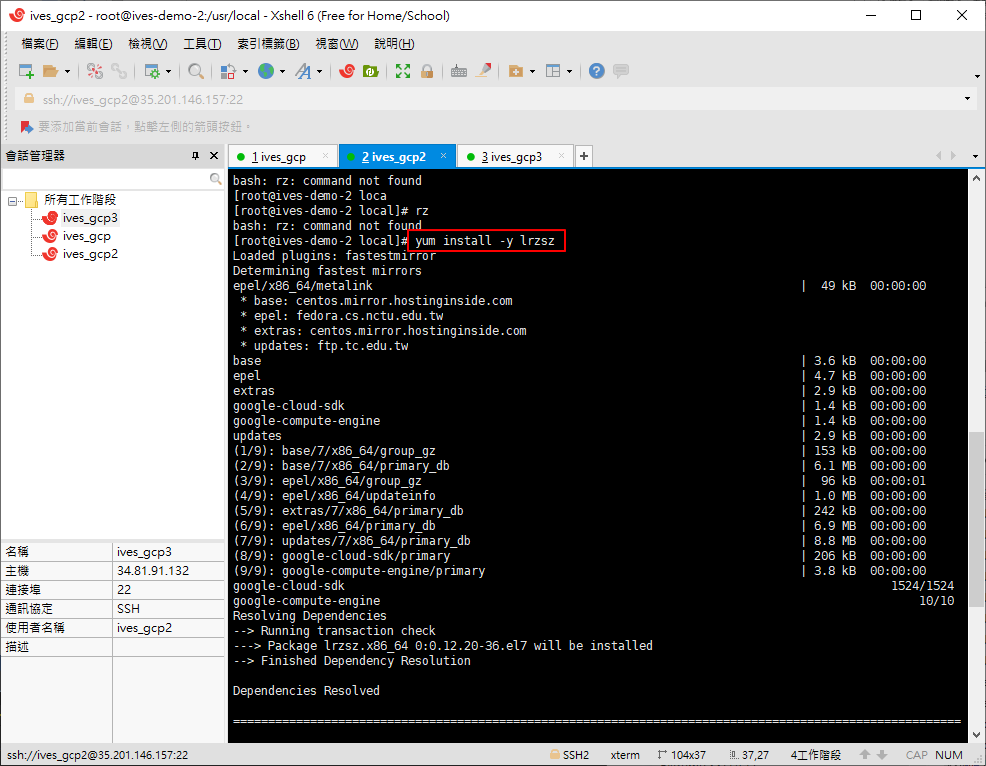 ives_gcp2 - root@ives-demo-2:/usr/local - Xshell 6 (Free for Home/School)
檔案(F) 編輯(E) 檢視(V) 工具(T) 索引標籤(B) 視窗(W) 說明(H)
ssh://ives_gcp2@35.201.146.157:22
要添加當前會話，點擊左側的箭頭按鈕。
會話管理器
所有工作階段
ives_gcp3
ives_gcp
ives_gcp2
名稱 ives_gcp3
主機 34.81.91.132
連接埠 22
通訊協定 SSH
使用者名稱 ives_gcp2
描述
1 ives_gcp 2 ives_gcp2 3 ives_gcp3
bash: rz: command not found
[root@ives-demo-2 loca
[root@ives-demo-2 local]# rz
bash: rz: command not found
[root@ives-demo-2 local]# yum install -y lrzsz
Loaded plugins: fastestmirror
Determining fastest mirrors
epel/x86_64/metalink | 49 kB 00:00:00
* base: centos.mirror.hostinginside.com
* epel: fedora.cs.nctu.edu.tw
* extras: centos.mirror.hostinginside.com
* updates: ftp.tc.edu.tw
base | 3.6 kB 00:00:00
epel | 4.7 kB 00:00:00
extras | 2.9 kB 00:00:00
google-cloud-sdk | 1.4 kB 00:00:00
google-compute-engine | 1.4 kB 00:00:00
updates | 2.9 kB 00:00:00
(1/9): base/7/x86_64/group_gz | 153 kB 00:00:00
(2/9): base/7/x86_64/primary_db | 6.1 MB 00:00:00
(3/9): epel/x86_64/group_gz | 96 kB 00:00:01
(4/9): epel/x86_64/updateinfo | 1.0 MB 00:00:00
(5/9): extras/7/x86_64/primary_db | 242 kB 00:00:00
(6/9): epel/x86_64/primary_db | 6.9 MB 00:00:00
(7/9): updates/7/x86_64/primary_db | 8.8 MB 00:00:00
(8/9): google-cloud-sdk/primary | 206 kB 00:00:00
(9/9): google-compute-engine/primary | 3.8 kB 00:00:00
google-cloud-sdk 1524/1524
google-compute-engine 10/10
Resolving Dependencies
--> Running transaction check
---> Package lrzsz.x86_64 0:0.12.20-36.el7 will be installed
--> Finished Dependency Resolution
Dependencies Resolved
========================================================================================================
ssh://ives_gcp2@35.201.146.157:22 SSH2 xterm 104x37 37,27 4工作階段 CAP NUM